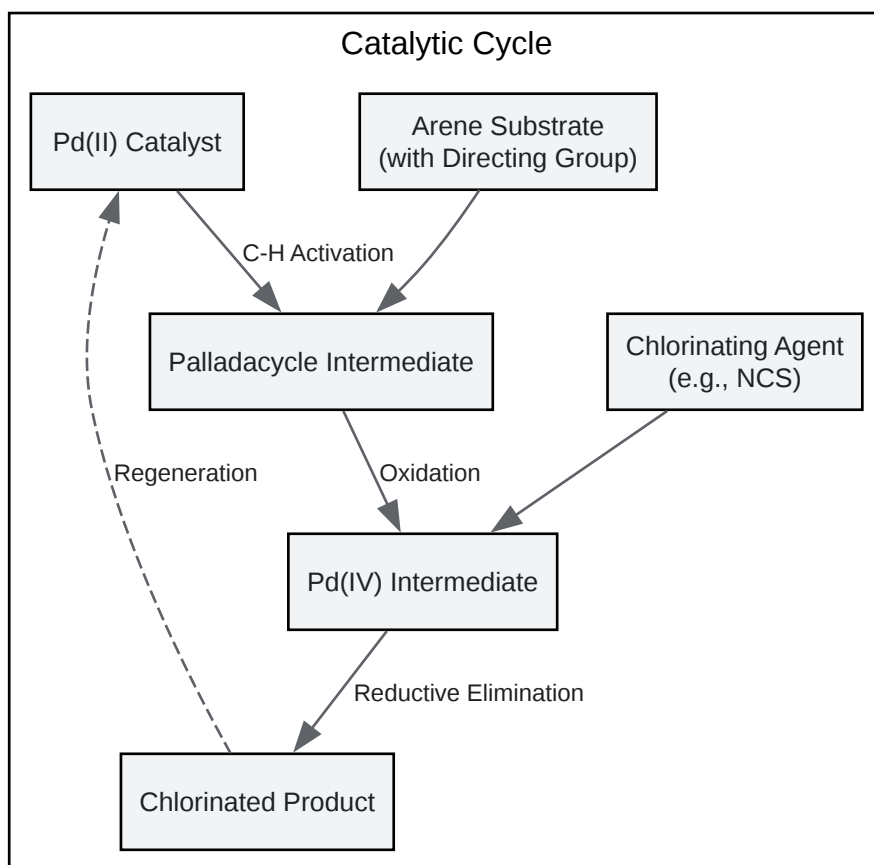 Catalytic Cycle
Pd(II) Catalyst
Arene Substrate
(with Directing Group)
C-H Activation
Palladacycle Intermediate
Chlorinating Agent
(e.g., NCS)
Regeneration
Oxidation
Pd(IV) Intermediate
Reductive Elimination
Chlorinated Product